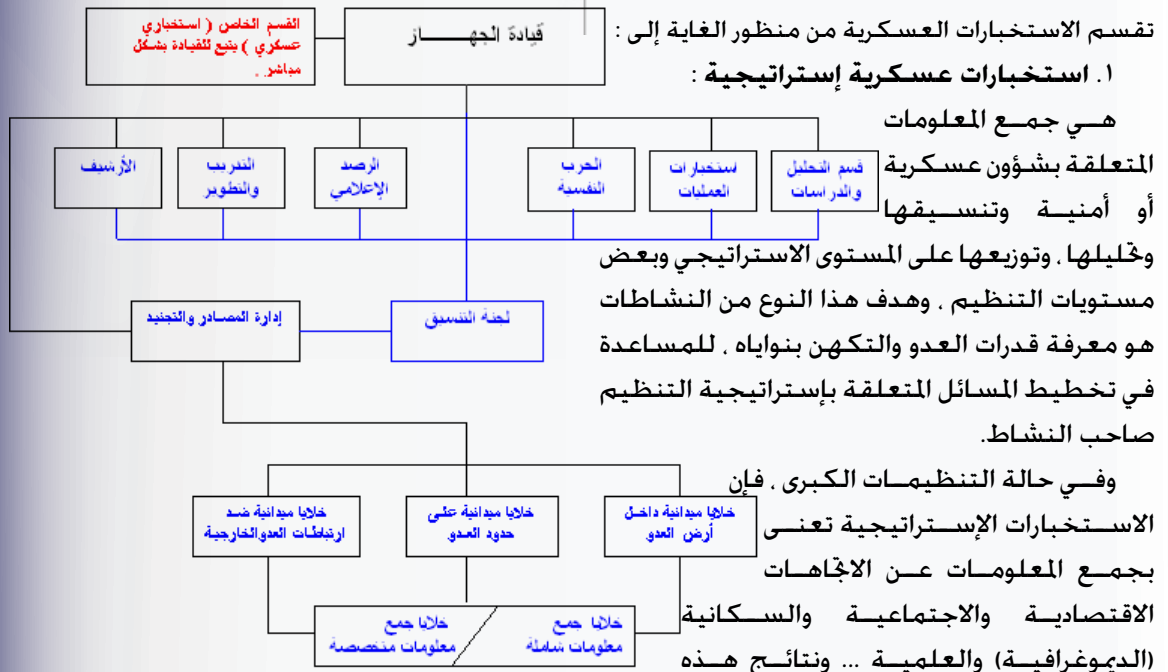 تقسم الاستخبارات العسكرية من منظور الغاية إلى :
١. استخبارات عسكرية إستراتيجية :
هي جمع المعلومات
المتعلقة بشؤون عسكرية
أو أمنية وتنسيقها
وتحليلها ، وتوزيعها على المستوى الاستراتيجي وبعض
مستويات التنظيم ، وهدف هذا النوع من النشاطات
هو معرفة قدرات العدو والتكهن بنواياه ، للمساعدة
في تخطيط المسائل المتعلقة بإستراتيجية التنظيم
صاحب النشاط.
وفي حالة التنظيمات الكبرى ، فإن
الاستخبارات الإستراتيجية تعنى
بجمع المعلومات عن الاتجاهات
الاقتصادية والاجتماعية والسكانية
(الديموغرافية) والعلمية ... ونتائج هذه
قيادة الجهاز
القسم الخاص ( استخباري
عسكري ) يتبع للقيادة بشكل
مباشر .
قسم التحليل
والدراسات
استخبارات
العمليات
الحرب
النفسية
الرصد
الإعلامي
التدريب
والتطوير
الأرشيف
لجنة التنسيق
إدارة المصادر والتجنيد
خلايا ميدانية داخل
أرض العدو
خلايا ميدانية على
حدود العدو
خلايا ميدانية ضد
ارتباطات العدو الخارجية
خلايا جمع
معلومات شاملة
خلايا جمع
معلومات متخصصة